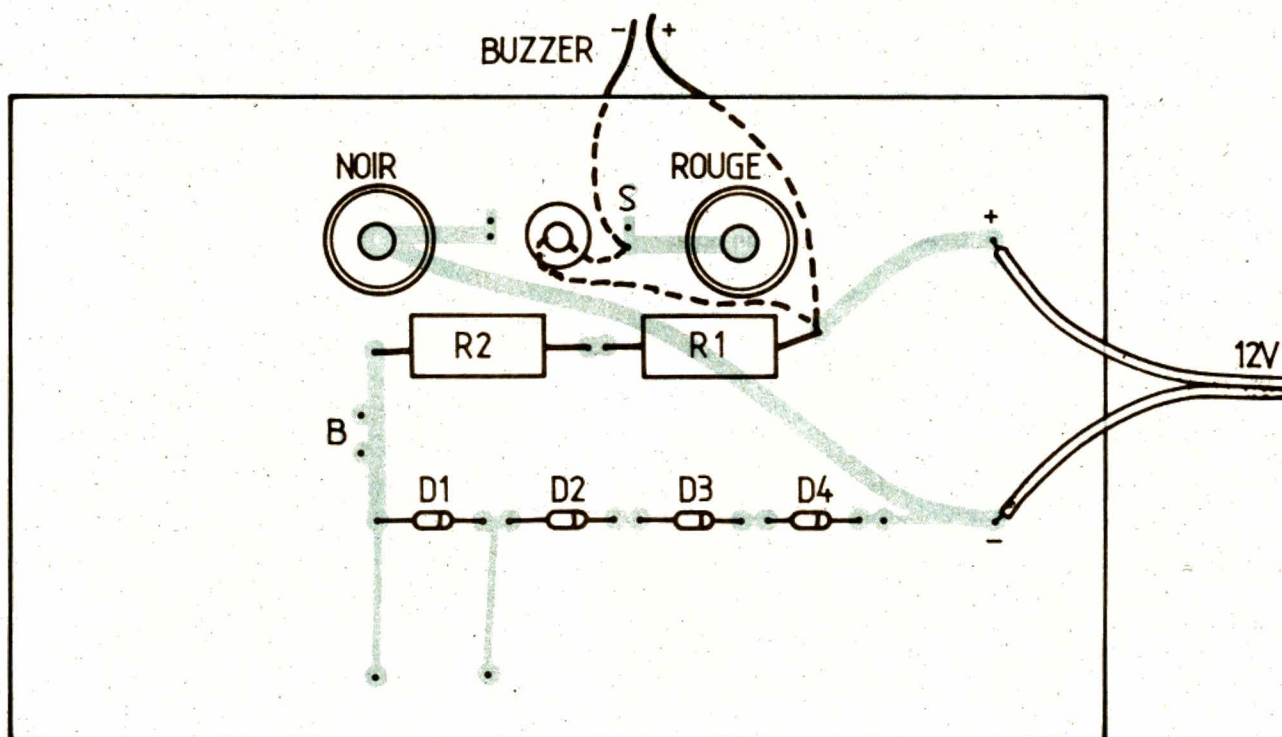 BUZZER - +
NOIR
S
ROUGE
+
R2
R1
12V
B
D1
D2
D3
D4
-